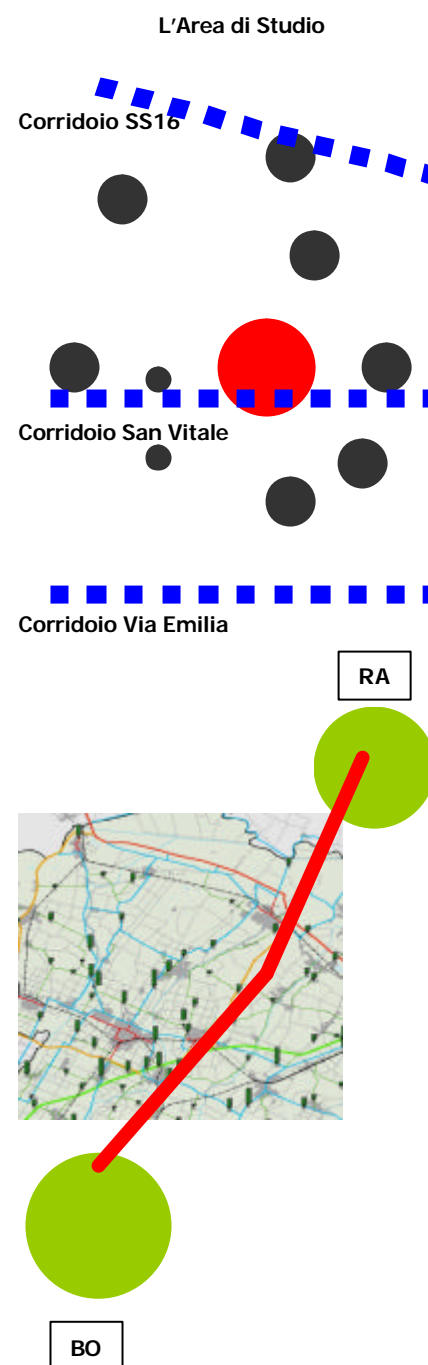 L'Area di Studio
Corridoio SS16
Corridoio San Vitale
Corridoio Via Emilia
RA
BO